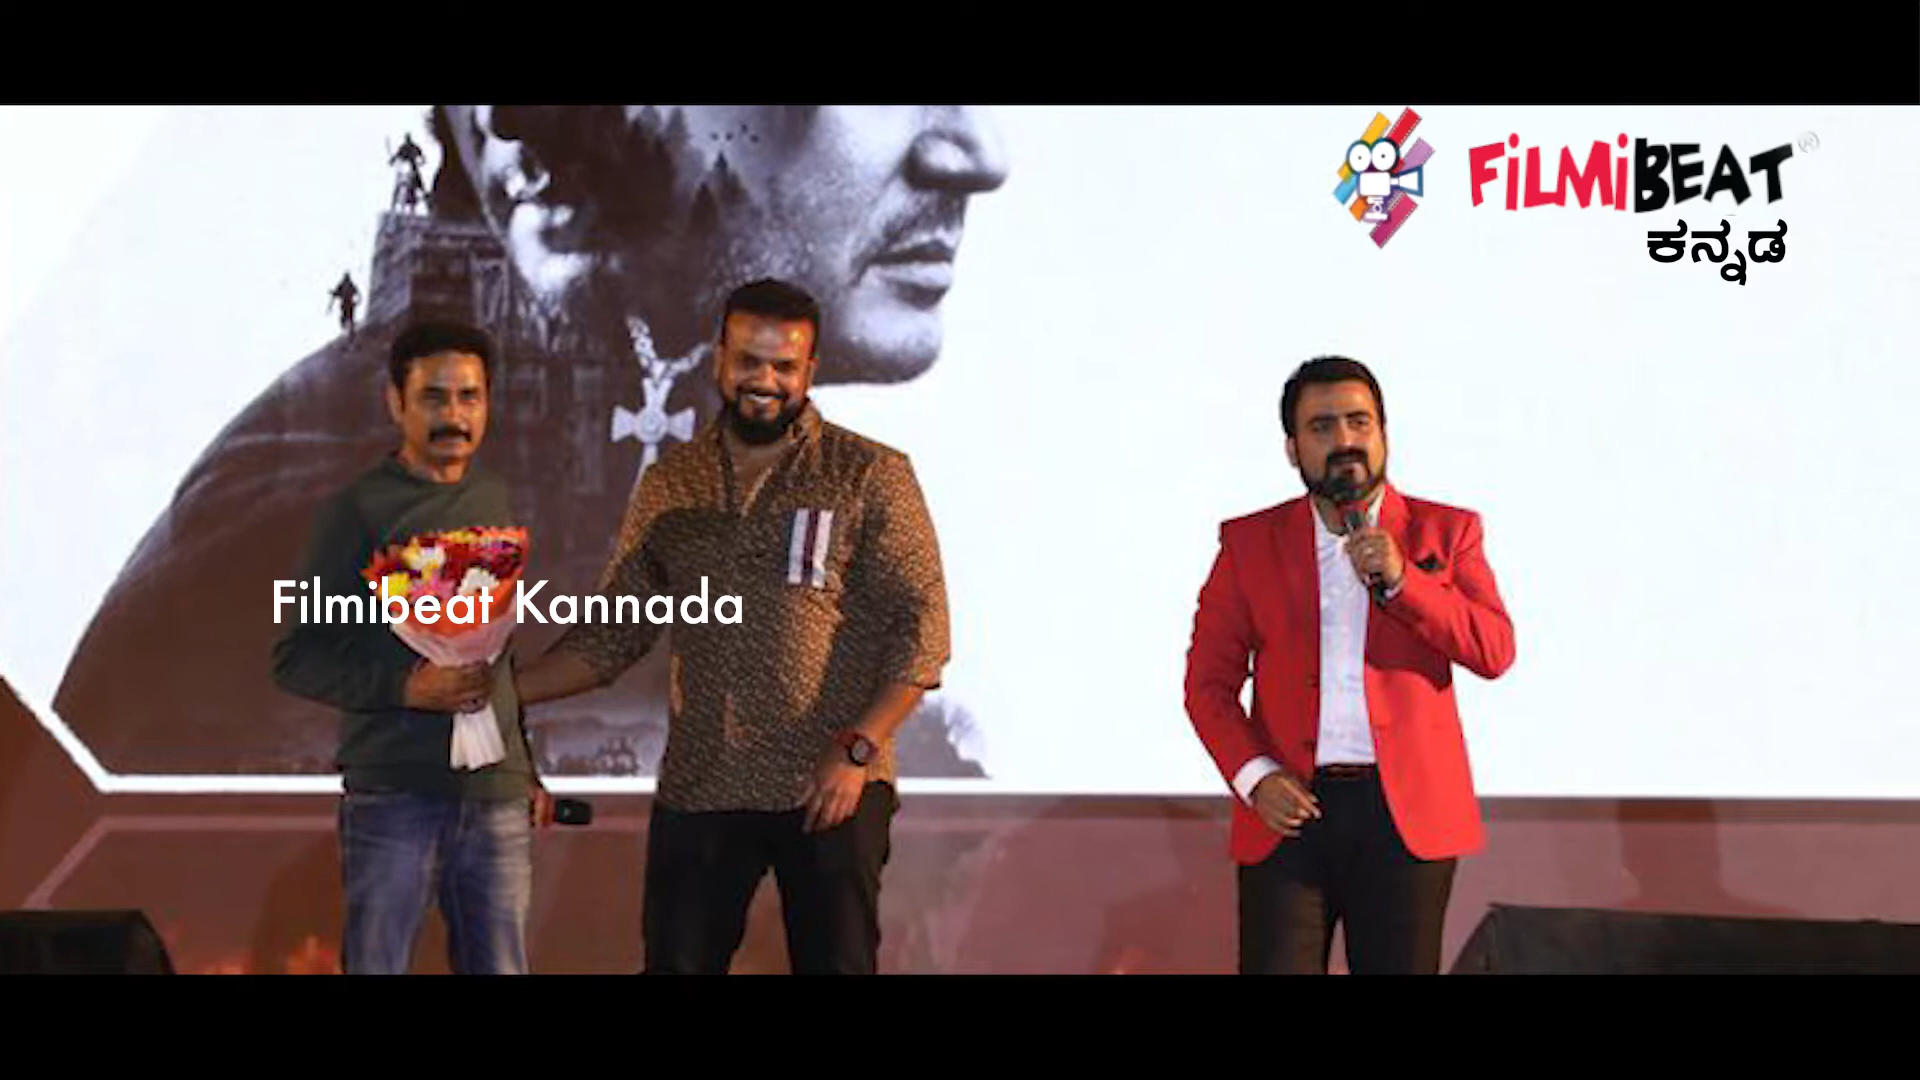 FiLMiBEAT ®
ಕನ್ನಡ
Filmibeat Kannada